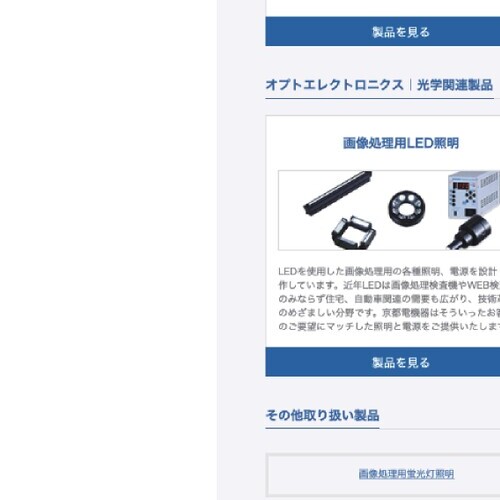 製品を見る
オプトエレクトロニクス｜光学関連製品
画像処理用LED照明
LEDを使用した画像処理用の各種照明、電源を設計
作しています。近年LEDは画像処理検査機やWEB検
のみならず住宅、自動車関連の需要も広がり、技術
のめざましい分野です。京都電機器はそういったお
のご要望にマッチした照明と電源をご提供いたしま
製品を見る
その他取り扱い製品
画像処理用蛍光灯照明